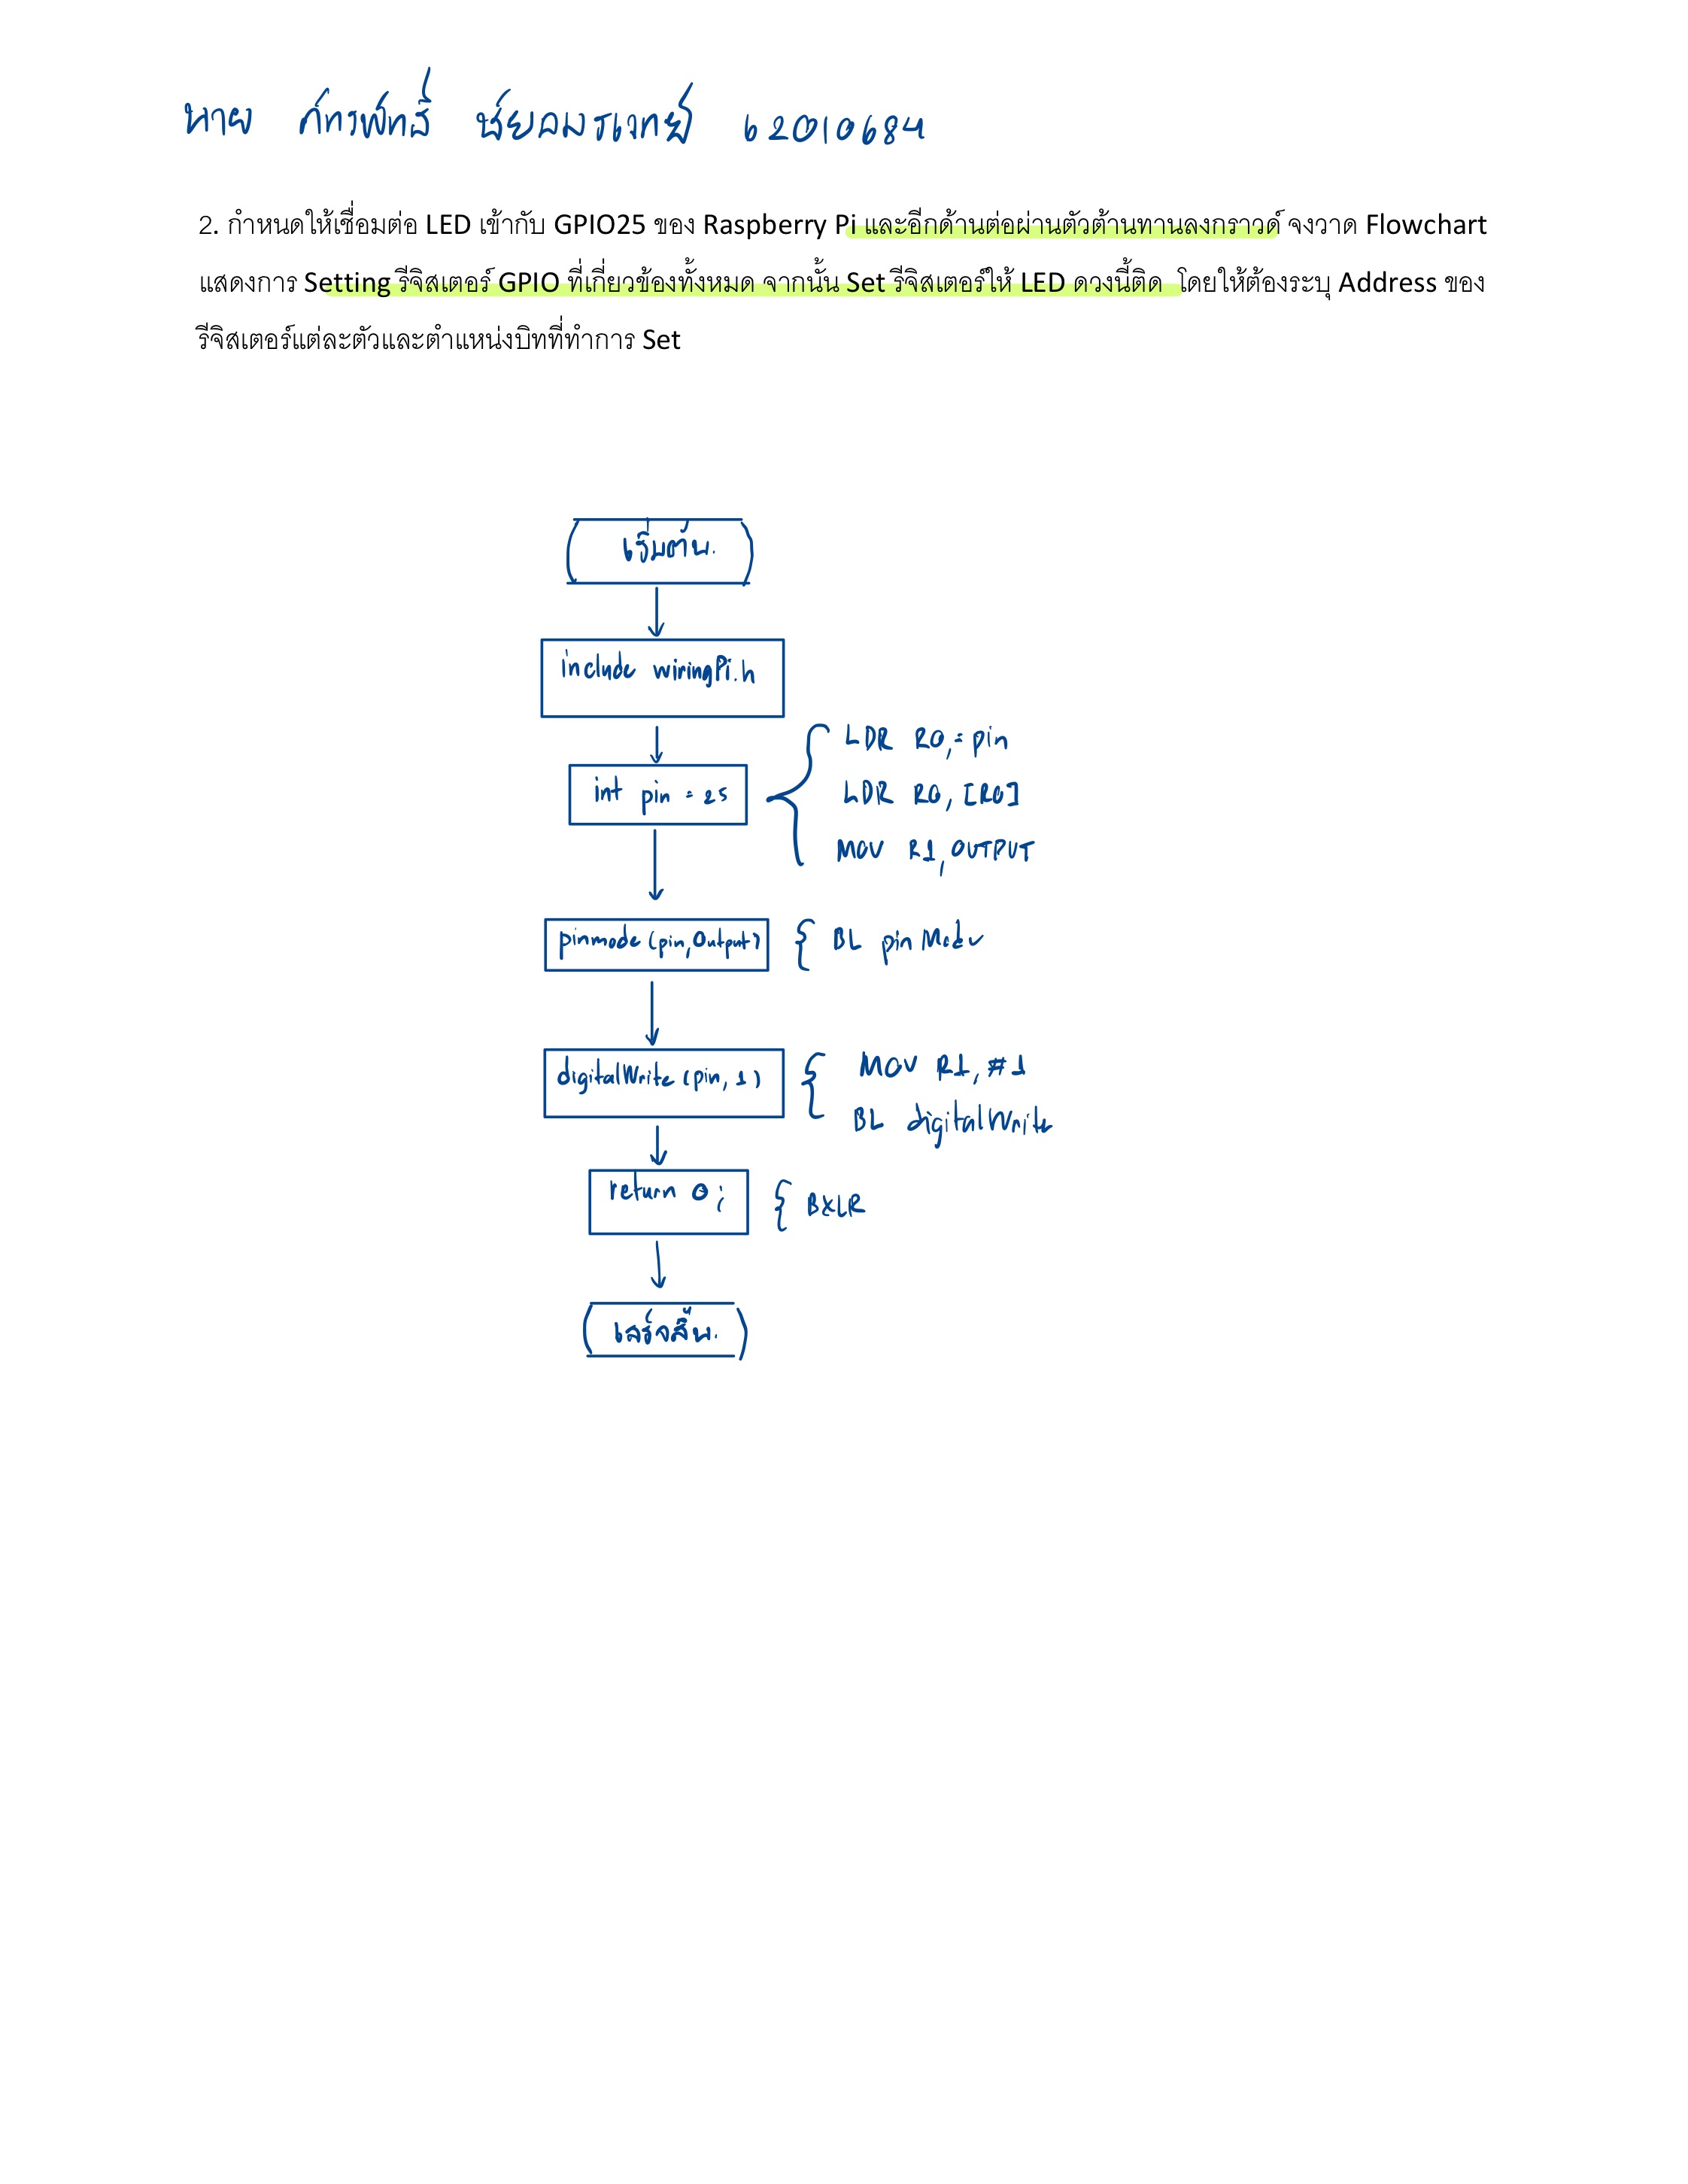 นาย ภัทรพัทธิ์ ชัยอมรเวทย์ 62010684
2. กำหนดให้เชื่อมต่อ LED เข้ากับ GPIO25 ของ Raspberry Pi และอีกด้านต่อผ่านตัวต้านทานลงกราวด์ จงวาด Flowchart
แสดงการ Setting รีจิสเตอร์ GPIO ที่เกี่ยวข้องทั้งหมด จากนั้น Set รีจิสเตอร์ให้ LED ดวงนี้ติด โดยให้ต้องระบุ Address ของ
รีจิสเตอร์แต่ละตัวและตำแหน่งบิทที่ทำการ Set
เริ่มต้น.
include wiringPi.h
int pin = 25
LDR R0, = pin
LDR R0, [R0]
MOV R1, OUTPUT
pinmode (pin, Output)
{ BL pinMode
digitalWrite (pin, 1)
{ MOV R1, #1
BL digitalWrite
return 0 ;
{ BXLR
เสร็จสิ้น.